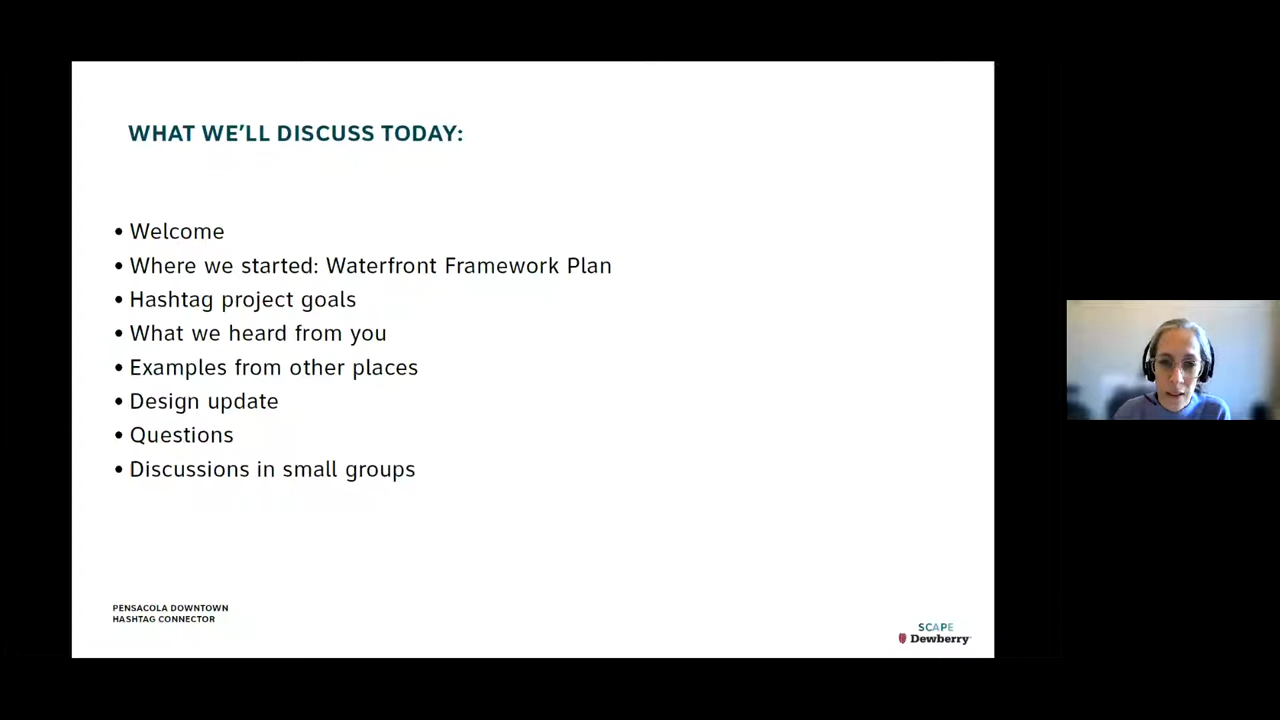 WHAT WE'LL DISCUSS TODAY:
• Welcome
• Where we started: Waterfront Framework Plan
• Hashtag project goals
• What we heard from you
• Examples from other places
• Design update
• Questions
• Discussions in small groups
PENSACOLA DOWNTOWN
HASHTAG CONNECTOR
SCAPE
Dewberry